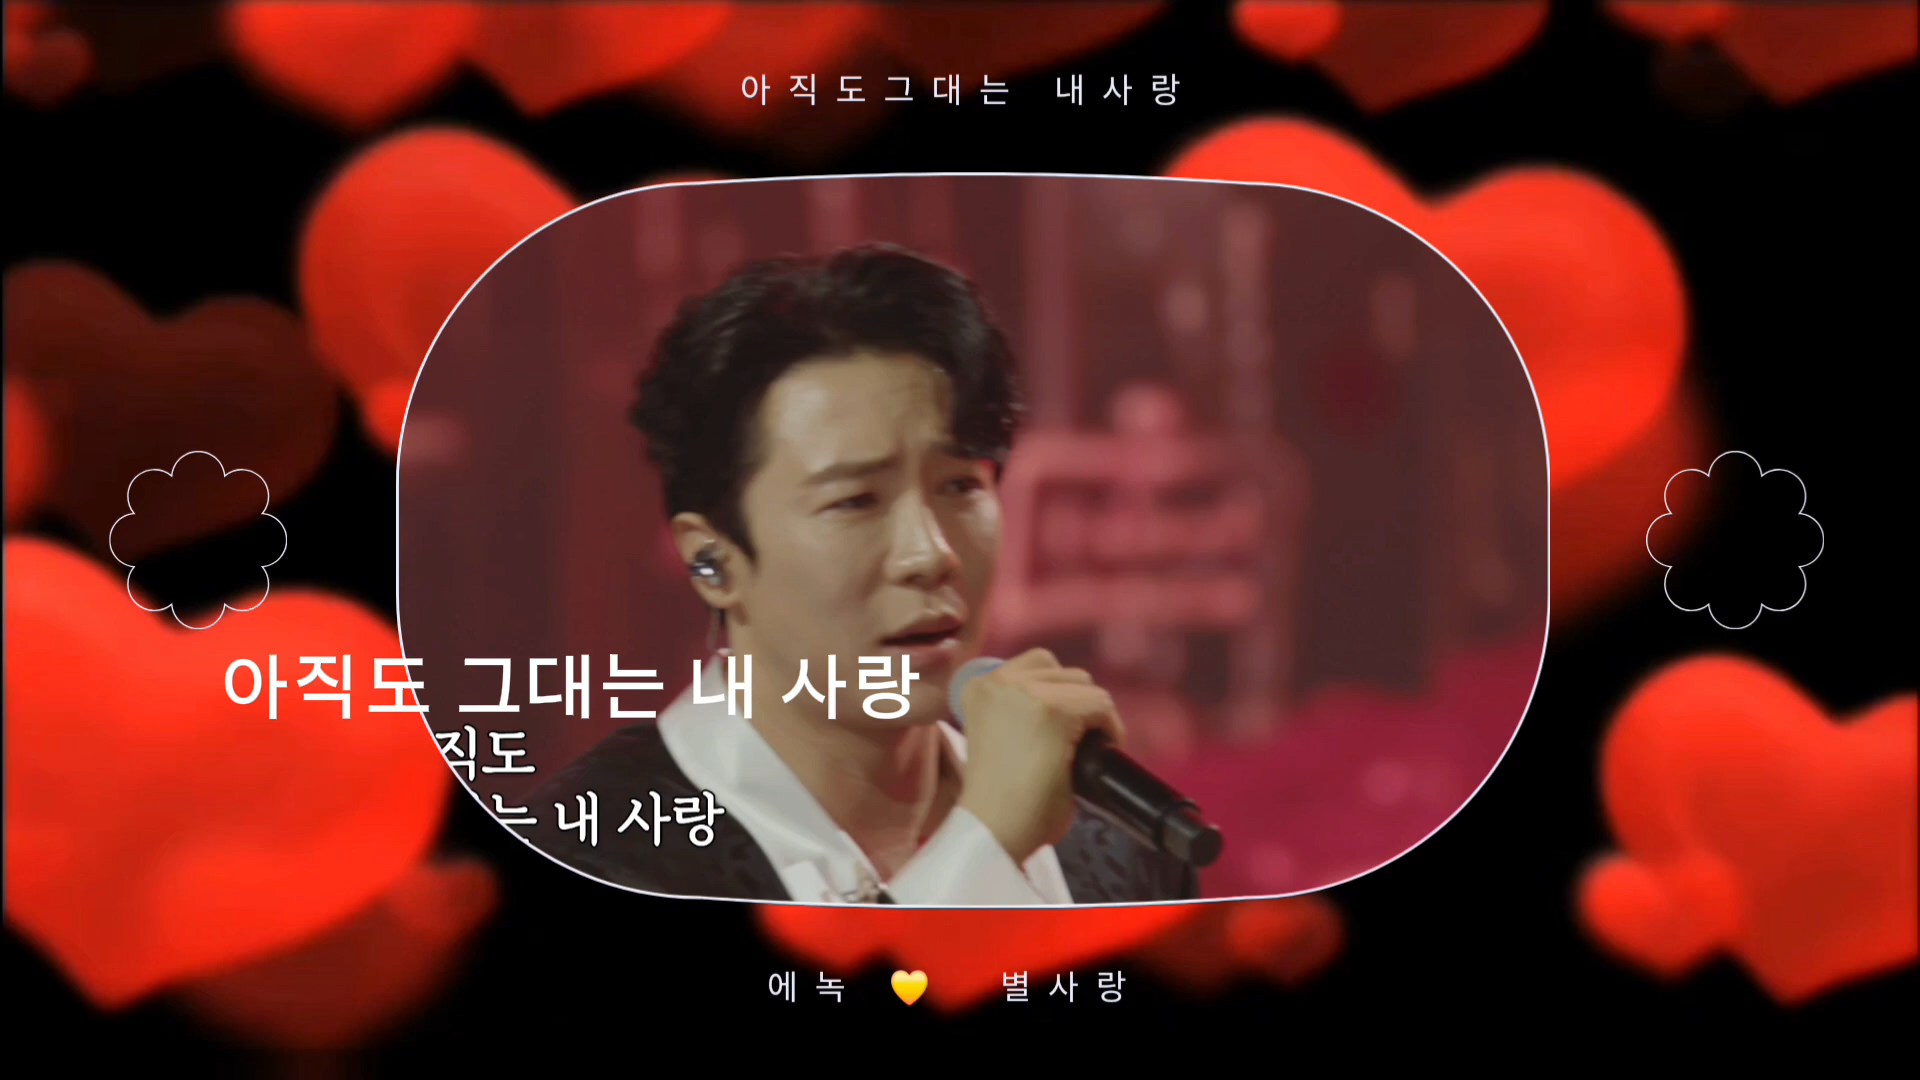 아직도그대는 내사랑
아직도 그대는 내 사랑
직도
는 내 사랑
에녹 💛 별사랑